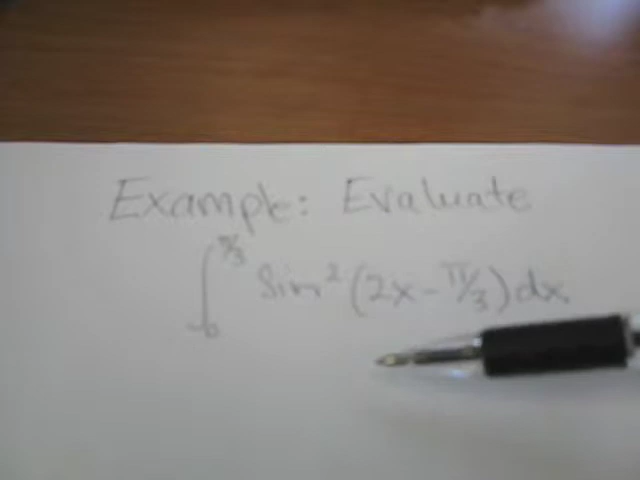 Example: Evaluate
∫₀^{π/3} Sin²(2x - π/3) dx